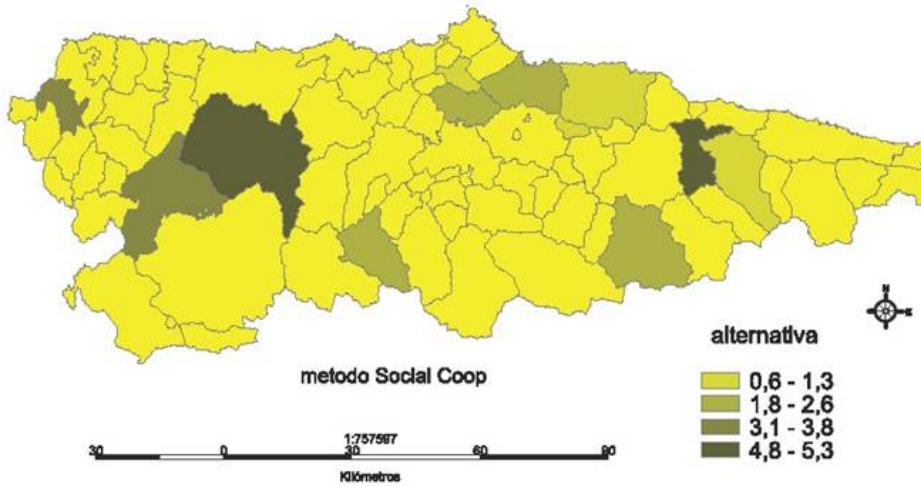 N
E
alternativa
0,6 - 1,3
1,8 - 2,6
3,1 - 3,8
4,8 - 5,3
metodo Social Coop
1:757597
30 0 30 60 90
Kilómetros